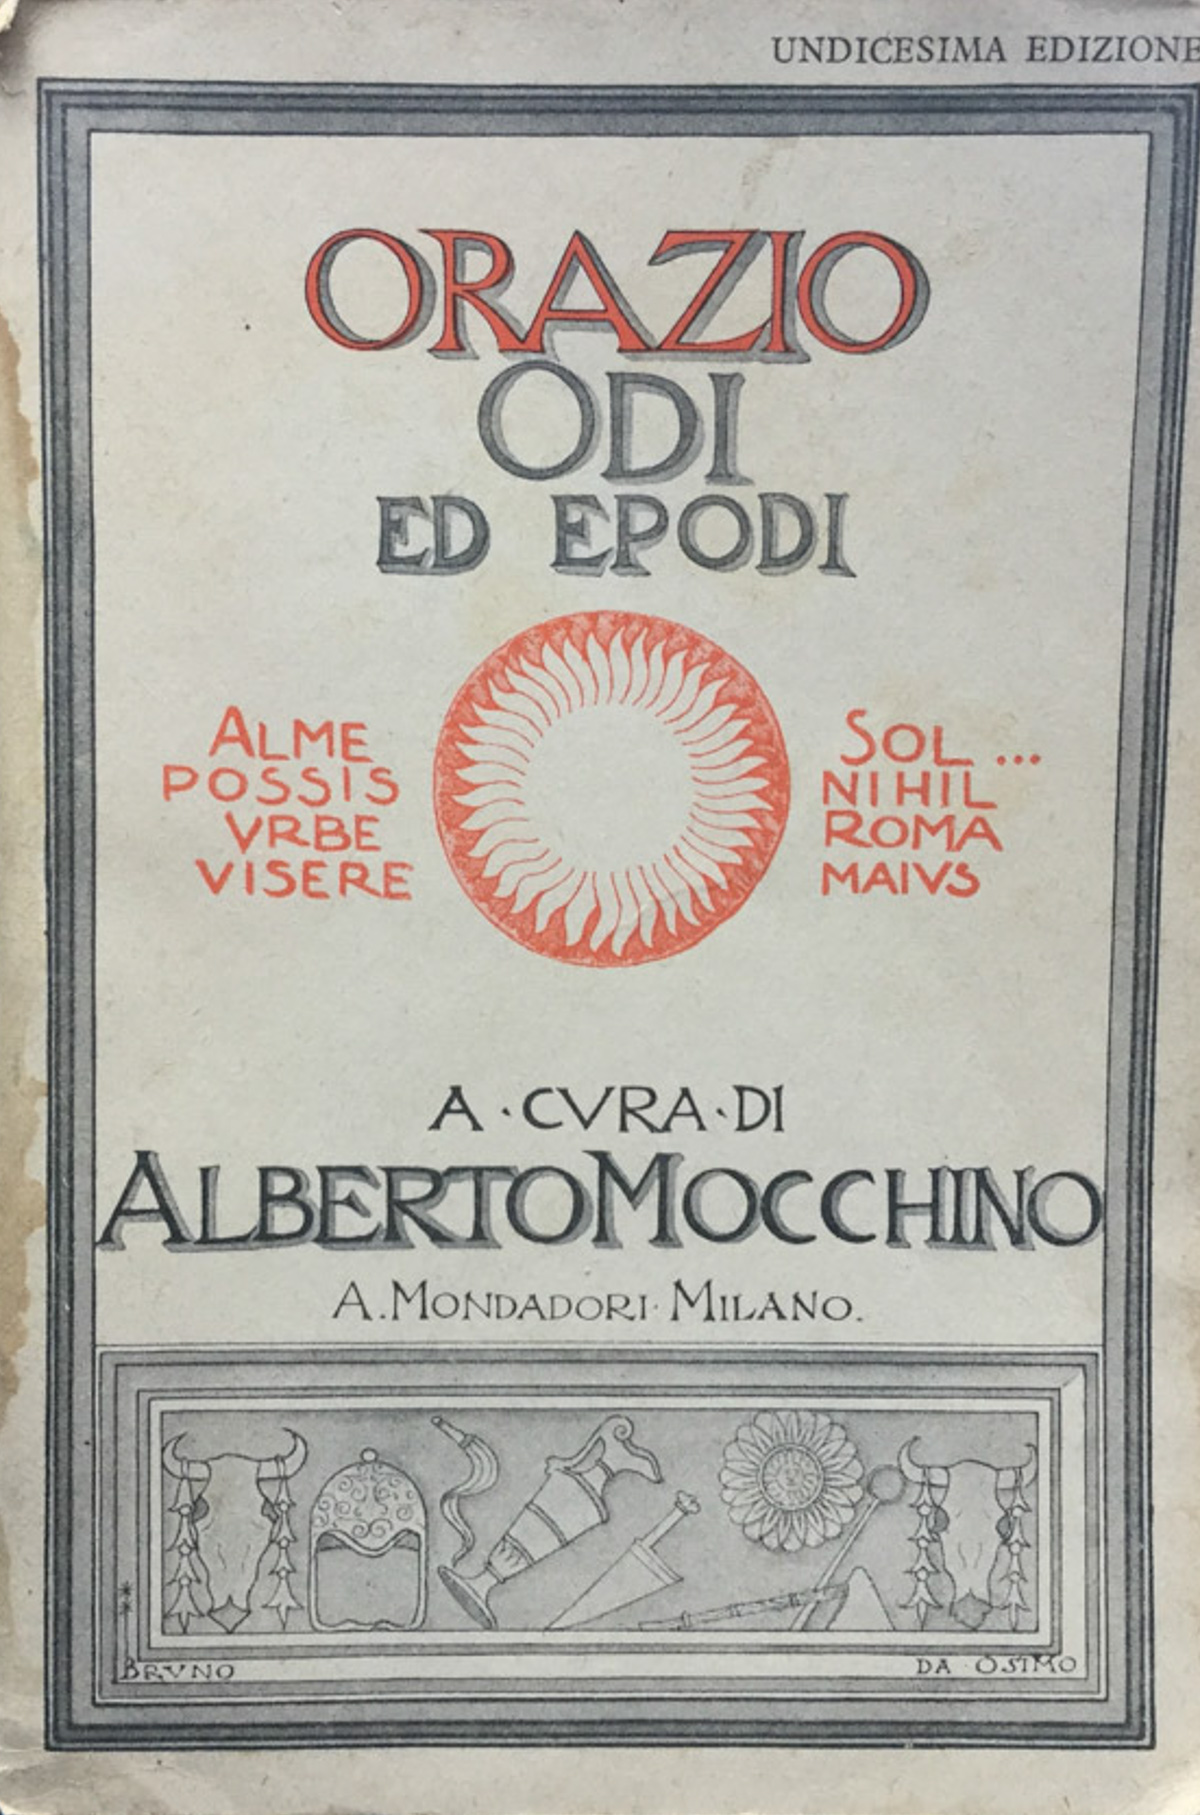 UNDICESIMA EDIZIONE
ORAZIO
ODI
ED EPODI
ALME SOL...
POSSIS NIHIL
VRBE ROMA
VISERE MAIVS
A·CVRA·DI
ALBERTO MOCCHINO
A. MONDADORI· MILANO.
BRVNO DA·OSIMO